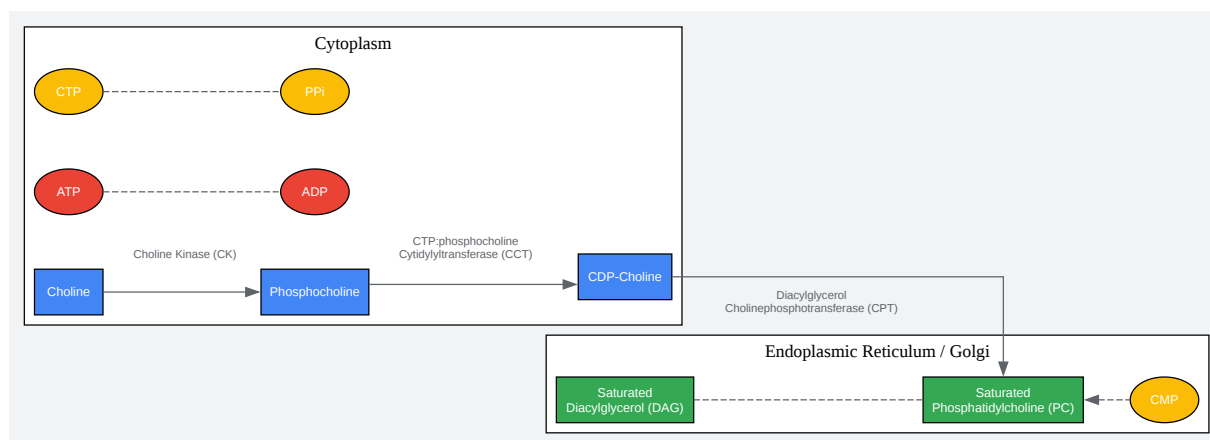 Cytoplasm
CTP
PPi
ATP
ADP
Choline Kinase (CK)
CTP:phosphocholine
Cytidylyltransferase (CCT)
Choline
Phosphocholine
CDP-Choline
Diacylglycerol
Cholinephosphotransferase (CPT)
Endoplasmic Reticulum / Golgi
Saturated
Diacylglycerol (DAG)
Saturated
Phosphatidylcholine (PC)
CMP